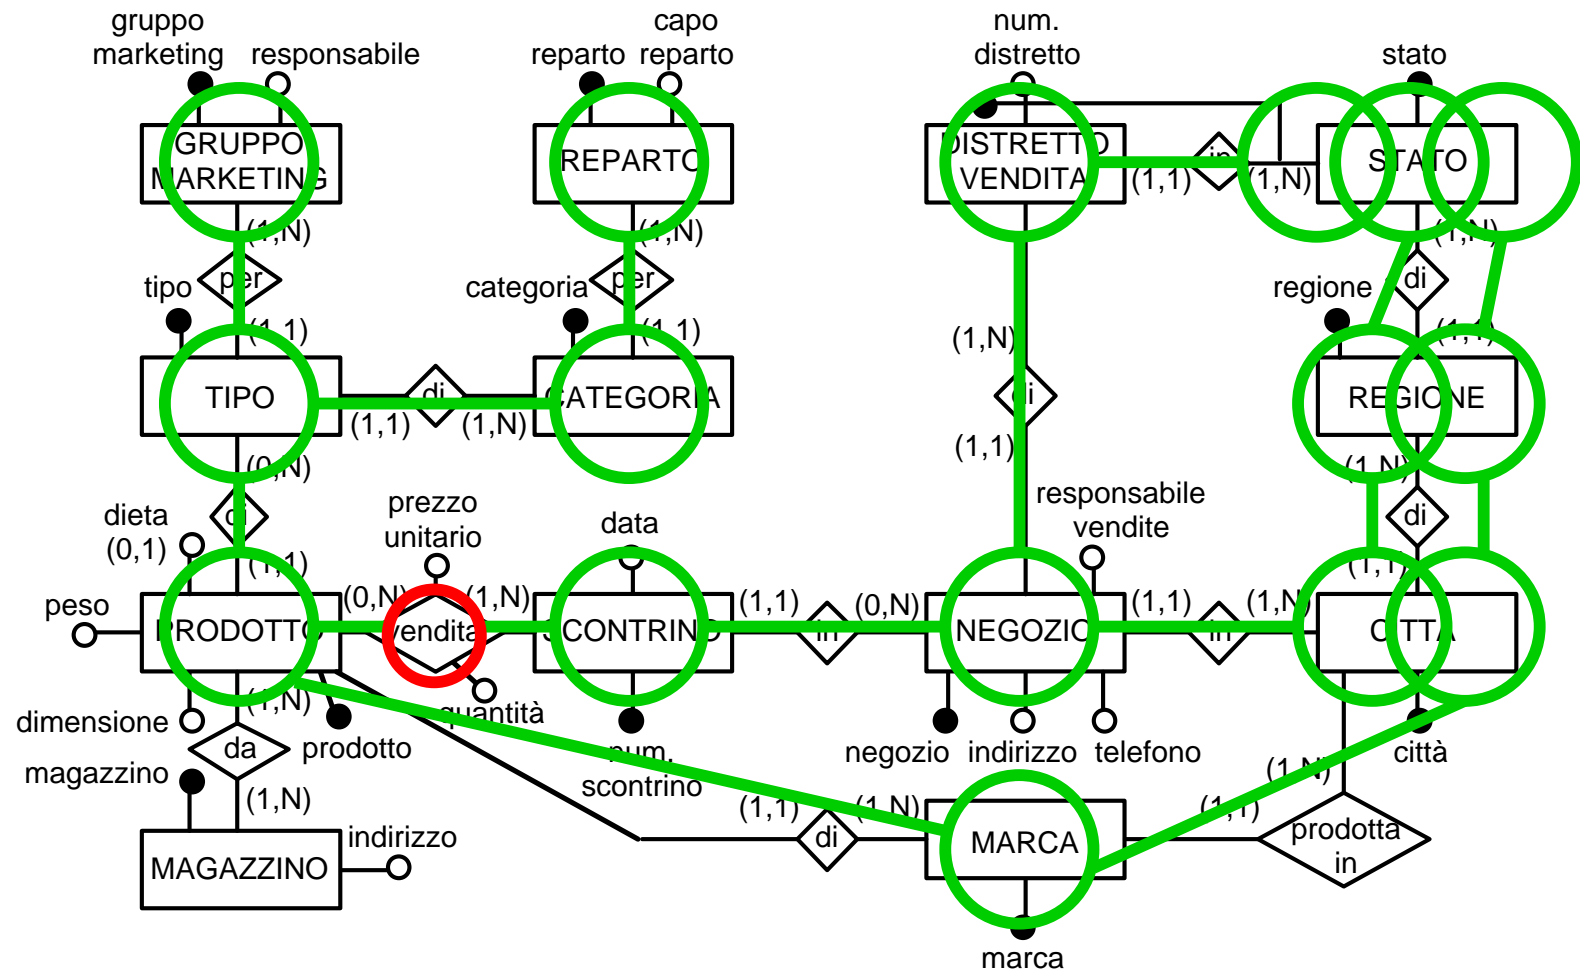 gruppo
marketing
responsabile
capo
reparto
reparto
num.
distretto
stato
GRUPPO
MARKETING
REPARTO
DISTRETTO
VENDITA
(1,1)
in
(1,N)
STATO
(1,N)
(1,N)
(1,N)
per
per
di
tipo
categoria
regione
(1,1)
(1,1)
(1,N)
(1,1)
TIPO
di
CATEGORIA
di
REGIONE
(1,1)
(1,N)
(1,1)
(0,N)
(1,N)
dieta
(0,1)
di
prezzo
unitario
data
responsabile
vendite
di
(1,1)
(1,1)
peso
(0,N)
(1,N)
(1,1)
(0,N)
(1,1)
(1,N)
PRODOTTO
vendita
SCONTRINO
in
NEGOZIO
in
CITTÀ
(1,N)
quantità
dimensione
prodotto
da
num.
scontrino
negozio
indirizzo
telefono
città
magazzino
(1,N)
(1,N)
(1,1)
(1,N)
(1,1)
indirizzo
di
MARCA
prodotta
in
MAGAZZINO
marca